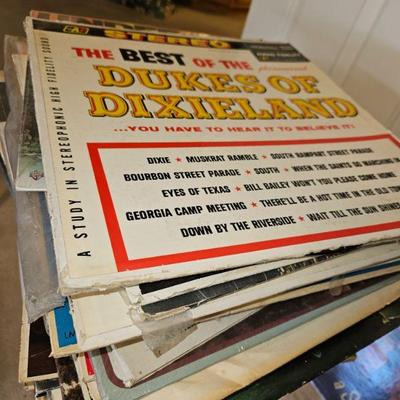 STEREO
THE BEST OF THE
DUKES OF
DIXIELAND
...YOU HAVE TO HEAR IT TO BELIEVE IT!
A STUDY IN STEREOPHONIC HIGH FIDELITY SOUND
DIXIE ★ MUSKRAT RAMBLE ★ SOUTH RAMPART STREET PARADE
BOURBON STREET PARADE ★ SOUTH ★ WHEN THE SAINTS GO MARCHING IN
EYES OF TEXAS ★ BILL BAILEY WON'T YOU PLEASE COME HOME
GEORGIA CAMP MEETING ★ THERE'LL BE A HOT TIME IN THE OLD TOWN
DOWN BY THE RIVERSIDE ★ WAIT TILL THE SUN SHINES